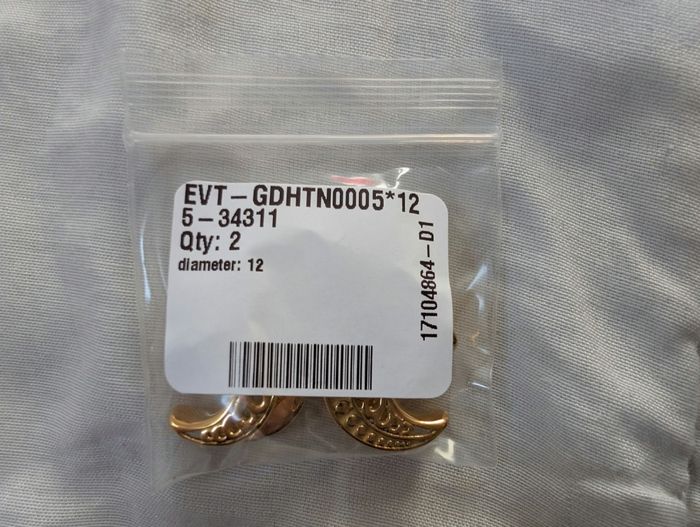 EVT-GDHTN0005*12
5-34311
Qty: 2
diameter: 12
17104864-D1